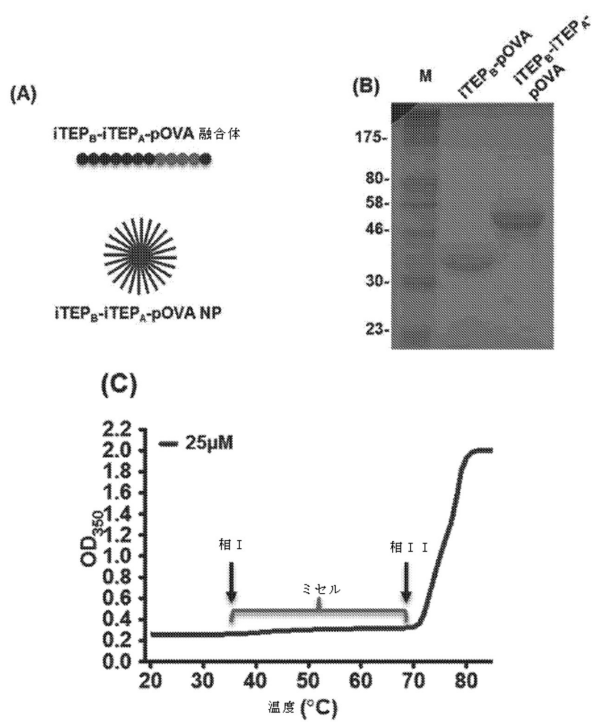 (A)
iTEPB-iTEPA-pOVA 融合体
iTEPB-iTEPA-pOVA NP
(B)
M
iTEPB-pOVA
iTEPB-iTEPA-
pOVA
175-
80-
58-
46-
30-
23-
(C)
2.2
2.0
1.8
1.6
1.4
1.2
1.0
0.8
0.6
0.4
0.2
0.0
OD350
25μM
相Ⅰ
ミセル
相ⅠⅠ
20
30
40
50
60
70
80
温度 (°C)